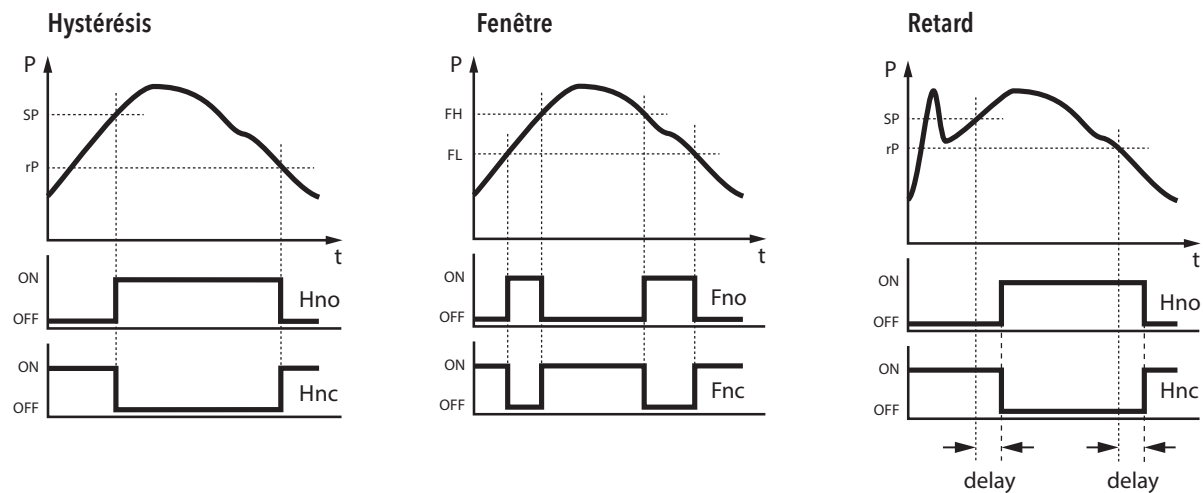 Hystérésis
P
SP
rP
t
ON
OFF
Hno
ON
OFF
Hnc
Fenêtre
P
FH
FL
t
ON
OFF
Fno
ON
OFF
Fnc
Retard
P
SP
rP
t
ON
OFF
Hno
ON
OFF
Hnc
delay
delay